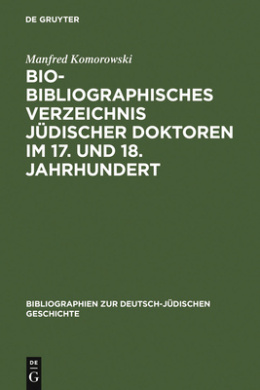 DE GRUYTER
Manfred Komorowski
BIO-
BIBLIOGRAPHISCHES
VERZEICHNIS
JÜDISCHER DOKTOREN
IM 17. UND 18.
JAHRHUNDERT
BIBLIOGRAPHIEN ZUR DEUTSCH-JÜDISCHEN
GESCHICHTE
DE
G